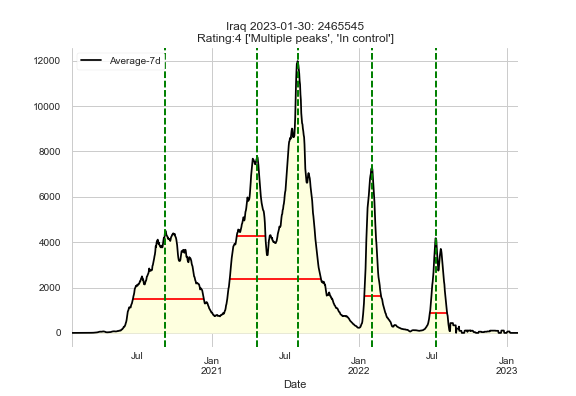 Iraq 2023-01-30: 2465545
Rating:4 ['Multiple peaks', 'In control']
Average-7d
12000
10000
8000
6000
4000
2000
0
Jul Jan Jul Jan Jul Jan
2021 2022 2023
Date